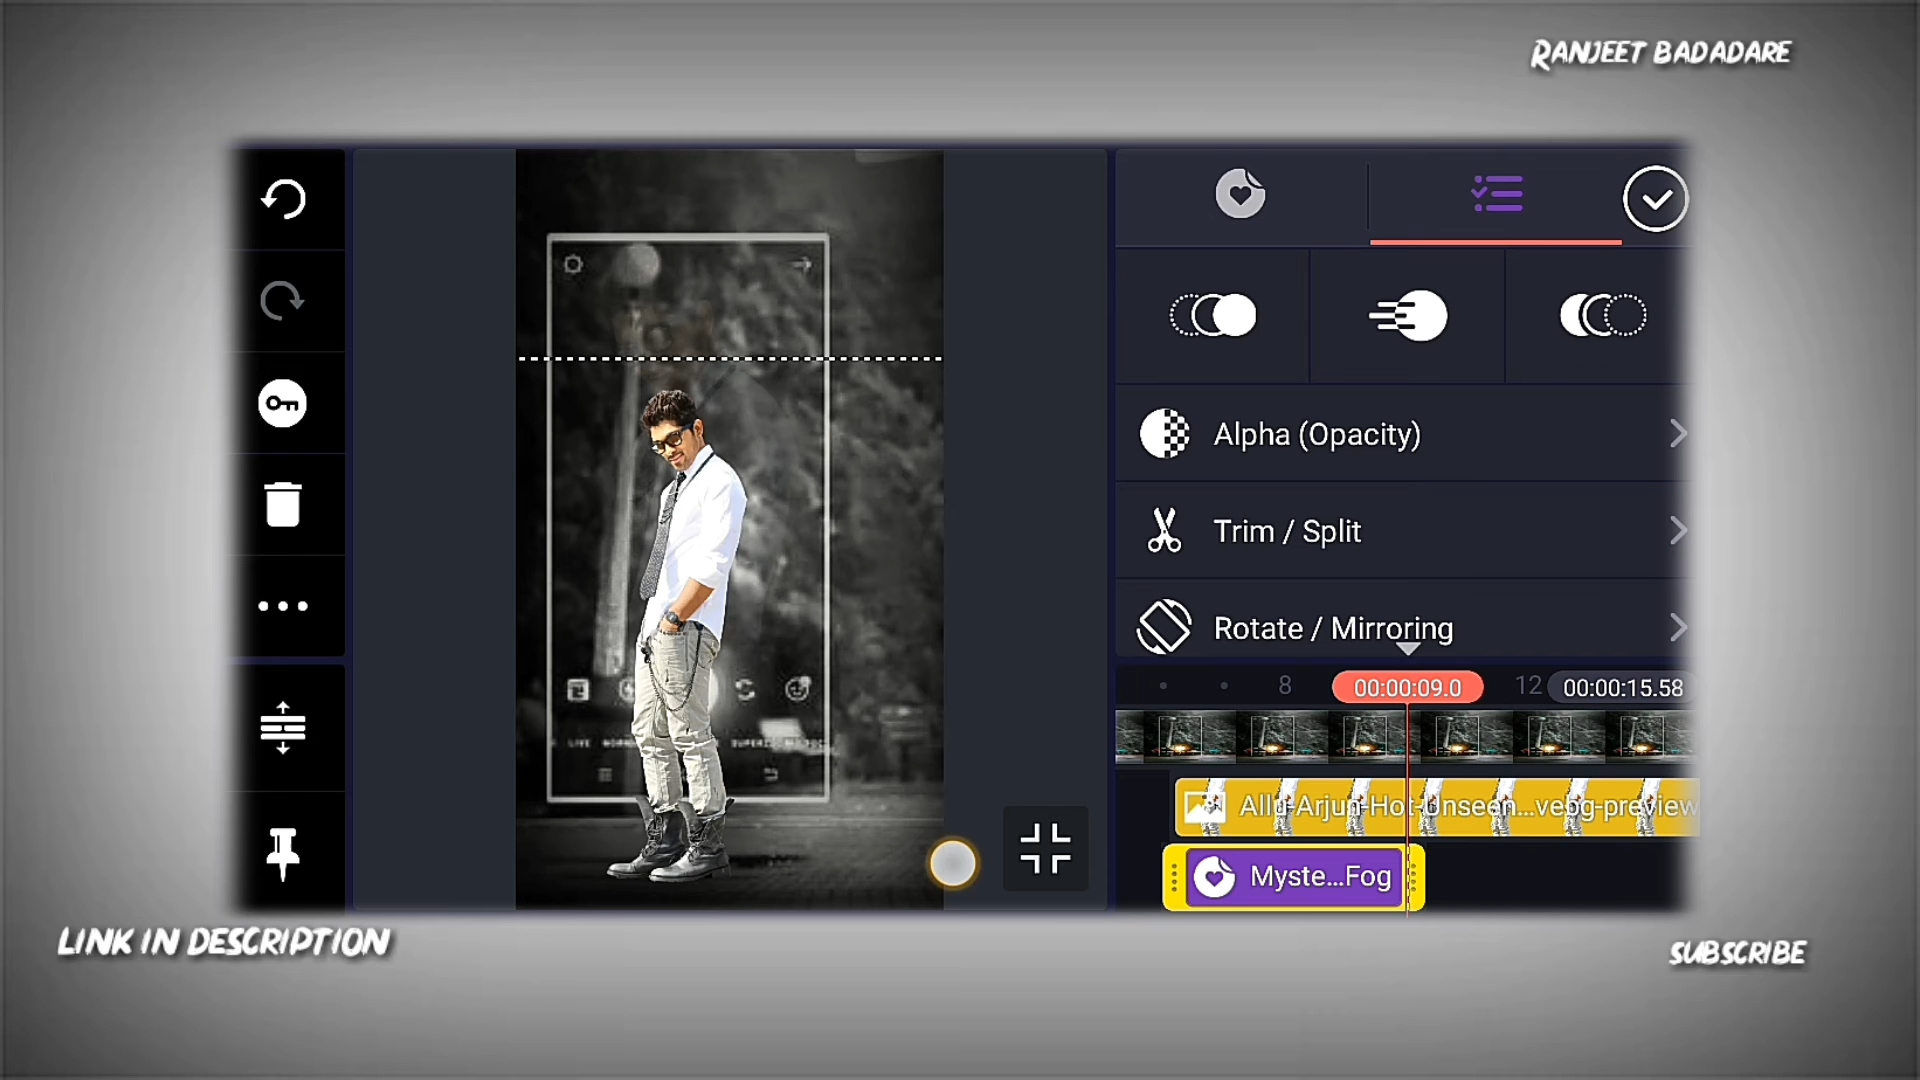 RANJEET BADADARE
Alpha (Opacity)
Trim / Split
Rotate / Mirroring
8
00:00:09.0
12
00:00:15.58
Allu-Arjun-Hot-Unseen...vebg-preview
Myste...Fog
LIVE
LINK IN DESCRIPTION
SUBSCRIBE